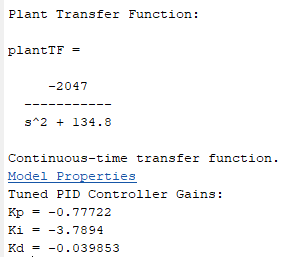 Plant Transfer Function:
plantTF =
-2047
-----------
s^2 + 134.8
Continuous-time transfer function.
Model Properties
Tuned PID Controller Gains:
Kp = -0.77722
Ki = -3.7894
Kd = -0.039853